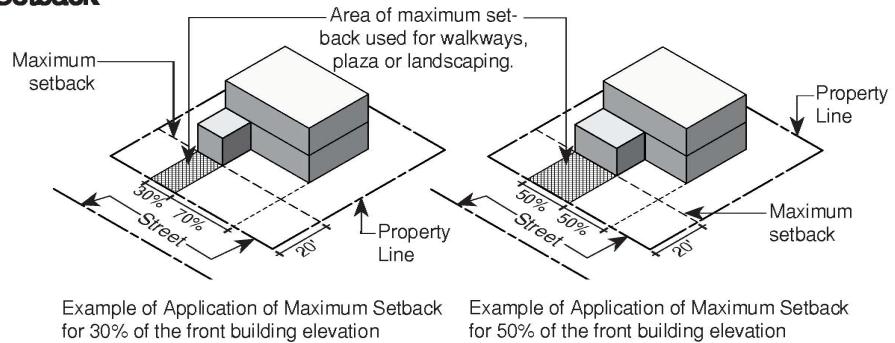 Setback
Area of maximum set-
back used for walkways,
plaza or landscaping.
Maximum
setback
30%
70%
Street
20'
Property
Line
Property
Line
50%
50%
Street
20'
Maximum
setback
Example of Application of Maximum Setback
for 30% of the front building elevation
Example of Application of Maximum Setback
for 50% of the front building elevation